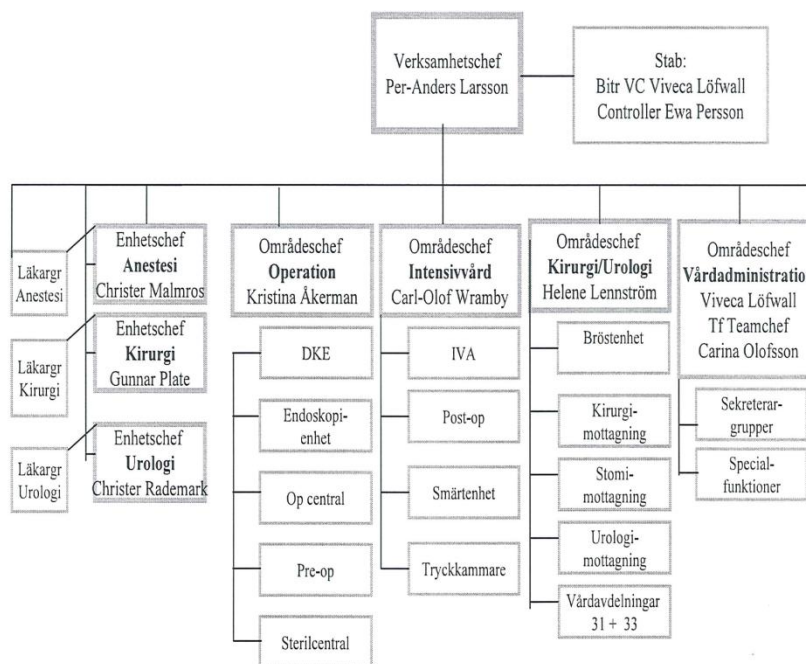 Verksamhetschef
Per-Anders Larsson
Stab:
Bitr VC Viveca Löfwall
Controller Ewa Persson
Läkargr
Anestesi
Enhetschef
Anestesi
Christer Malmros
Läkargr
Kirurgi
Enhetschef
Kirurgi
Gunnar Plate
Läkargr
Urologi
Enhetschef
Urologi
Christer Rademark
Områdeschef
Operation
Kristina Åkerman
DKE
Endoskopi-
enhet
Op central
Pre-op
Sterilcentral
Områdeschef
Intensivvård
Carl-Olof Wramby
IVA
Post-op
Smärtenhet
Tryckkammare
Områdeschef
Kirurgi/Urologi
Helene Lennström
Bröstenhet
Kirurgi-
mottagning
Stomi-
mottagning
Urologi-
mottagning
Vårdavdelningar
31 + 33
Områdeschef
Vårdadministratio
Viveca Löfwall
Tf Teamchef
Carina Olofsson
Sekreterar-
grupper
Special-
funktioner